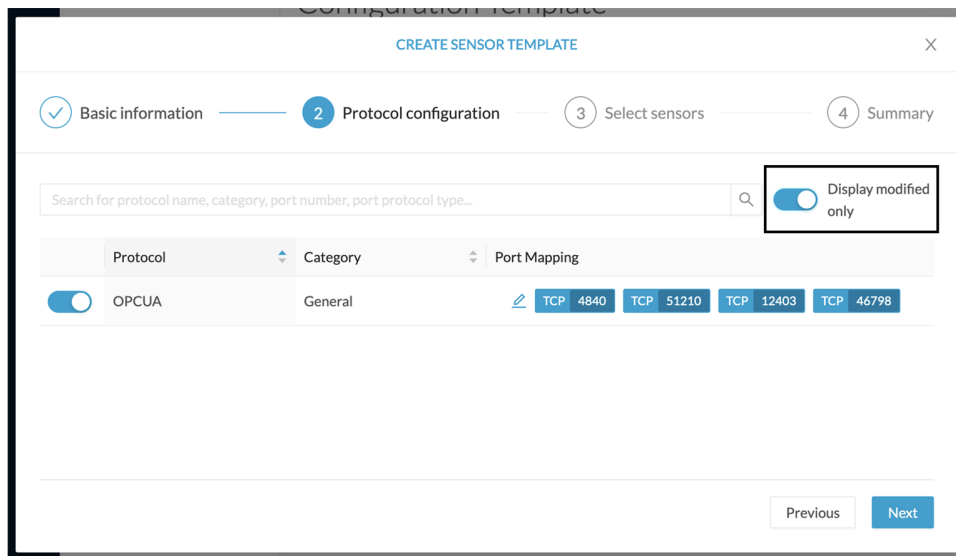 Configuration Template
CREATE SENSOR TEMPLATE
Basic information
2 Protocol configuration
3 Select sensors
4 Summary
Search for protocol name, category, port number, port protocol type...
Display modified
only
Protocol Category Port Mapping
OPCUA General TCP 4840 TCP 51210 TCP 12403 TCP 46798
Previous Next